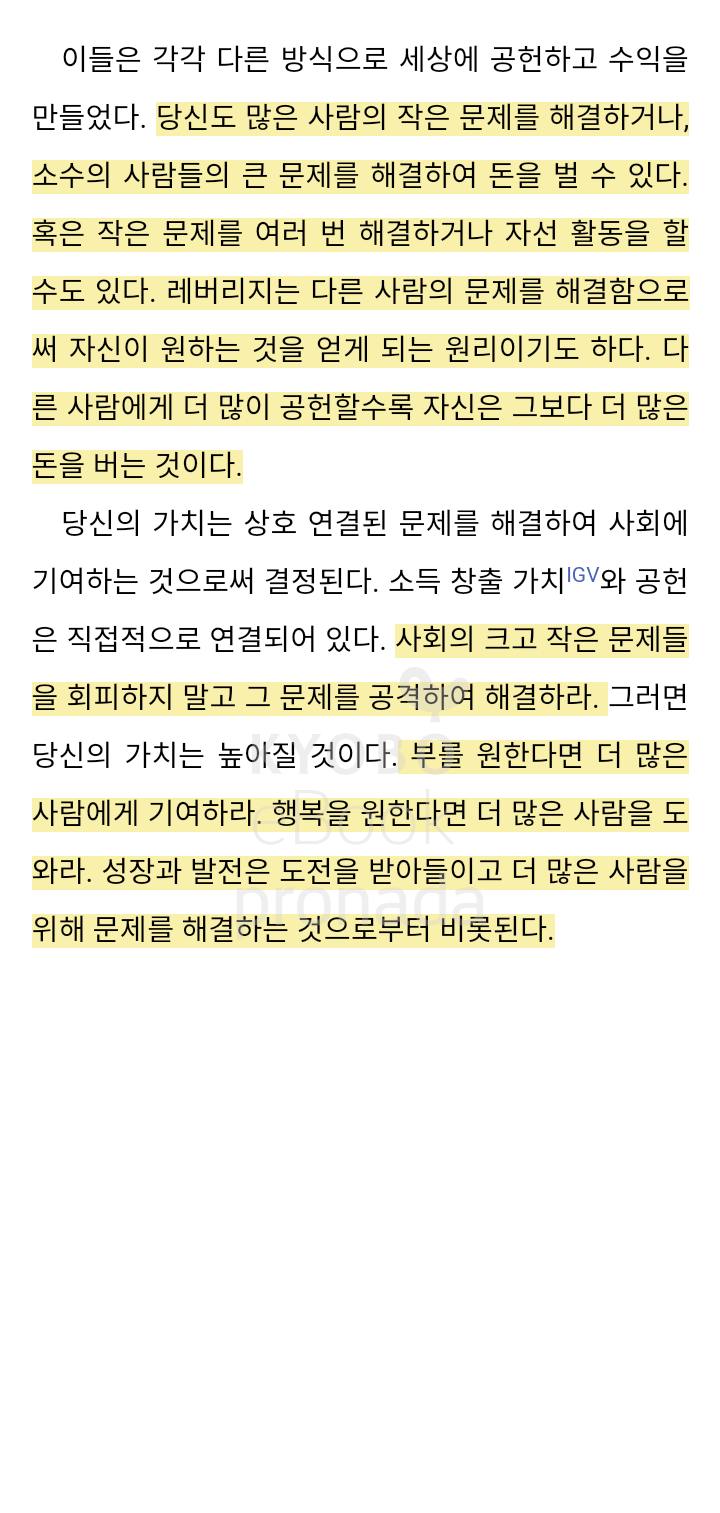 이들은 각각 다른 방식으로 세상에 공헌하고 수익을
만들었다. 당신도 많은 사람의 작은 문제를 해결하거나,
소수의 사람들의 큰 문제를 해결하여 돈을 벌 수 있다.
혹은 작은 문제를 여러 번 해결하거나 자선 활동을 할
수도 있다. 레버리지는 다른 사람의 문제를 해결함으로
써 자신이 원하는 것을 얻게 되는 원리이기도 하다. 다
른 사람에게 더 많이 공헌할수록 자신은 그보다 더 많은
돈을 버는 것이다.
당신의 가치는 상호 연결된 문제를 해결하여 사회에
기여하는 것으로써 결정된다. 소득 창출 가치IGV와 공헌
은 직접적으로 연결되어 있다. 사회의 크고 작은 문제들
을 회피하지 말고 그 문제를 공격하여 해결하라. 그러면
당신의 가치는 높아질 것이다. 부를 원한다면 더 많은
사람에게 기여하라. 행복을 원한다면 더 많은 사람을 도
와라. 성장과 발전은 도전을 받아들이고 더 많은 사람을
위해 문제를 해결하는 것으로부터 비롯된다.
KYOBO
eBook
pronada